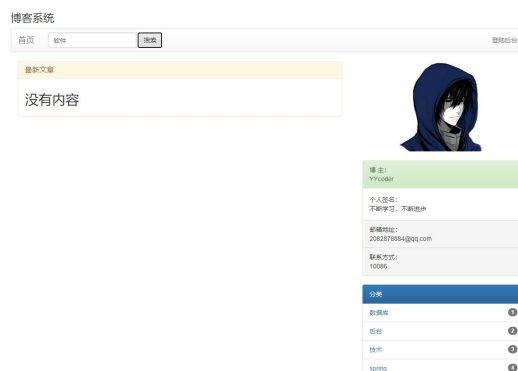 博客系统
首页 软件 搜索 登陆后台
最新文章
没有内容
博 主:
YYcoder
个人签名:
不断学习，不断进步
邮箱地址:
2082878884@qq.com
联系方式:
10086
分类
数据库 1
后台 2
技术 3
spring 4